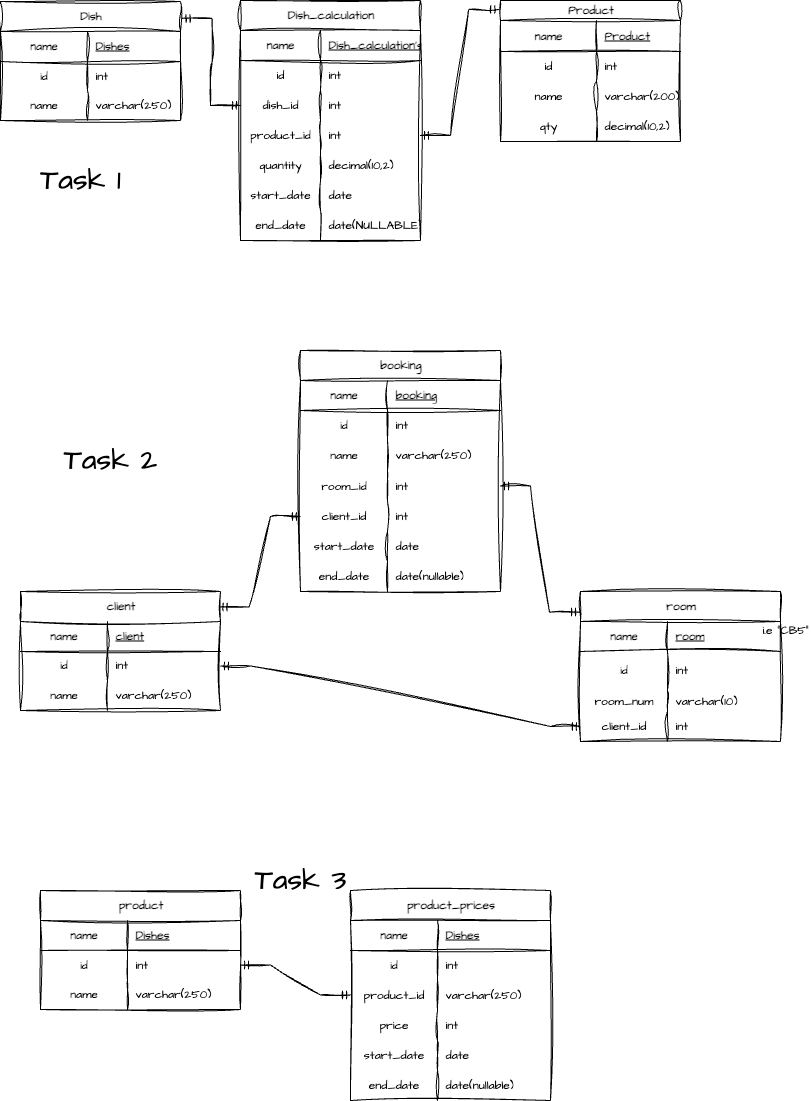 Dish
name Dishes
id int
name varchar(250)
Dish_calculation
name Dish_calculation's
id int
dish_id int
product_id int
quantity decimal(10,2)
start_date date
end_date date(NULLABLE
Product
name Product
id int
name varchar(200)
qty decimal(10,2)
Task 1
booking
name booking
id int
name varchar(250)
room_id int
client_id int
start_date date
end_date date(nullable)
Task 2
client
name client
id int
name varchar(250)
room
name room
i.e "CB5"
id int
room_num varchar(10)
client_id int
Task 3
product
name Dishes
id int
name varchar(250)
product_prices
name Dishes
id int
product_id varchar(250)
price int
start_date date
end_date date(nullable)